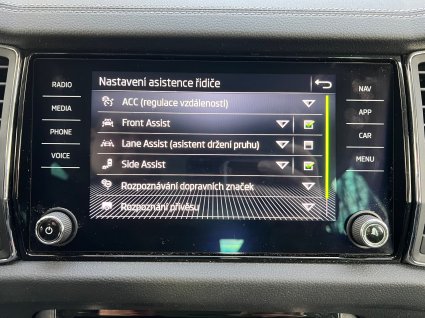 Nastavení asistence řidiče
RADIO
MEDIA
PHONE
VOICE
ACC (regulace vzdálenosti)
Front Assist
Lane Assist (asistent držení pruhu)
Side Assist
Rozpoznávání dopravních značek
Rozpoznání přívěsu
NAV
APP
CAR
MENU